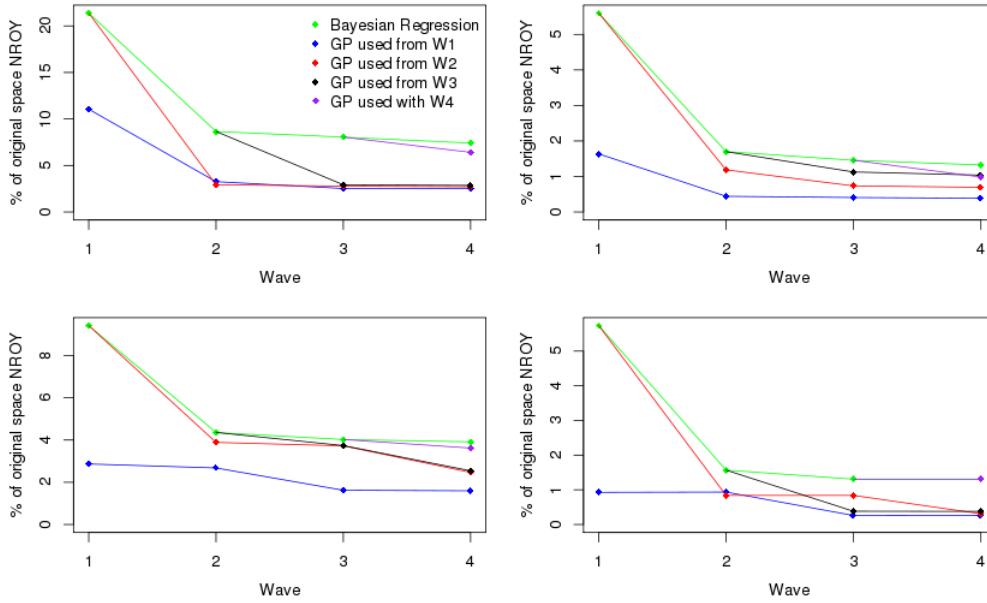 % of original space NROY
20
15
10
5
0
Bayesian Regression
GP used from W1
GP used from W2
GP used from W3
GP used with W4
1 2 3 4
Wave
% of original space NROY
5
4
3
2
1
0
1 2 3 4
Wave
% of original space NROY
8
6
4
2
0
1 2 3 4
Wave
% of original space NROY
5
4
3
2
1
0
1 2 3 4
Wave